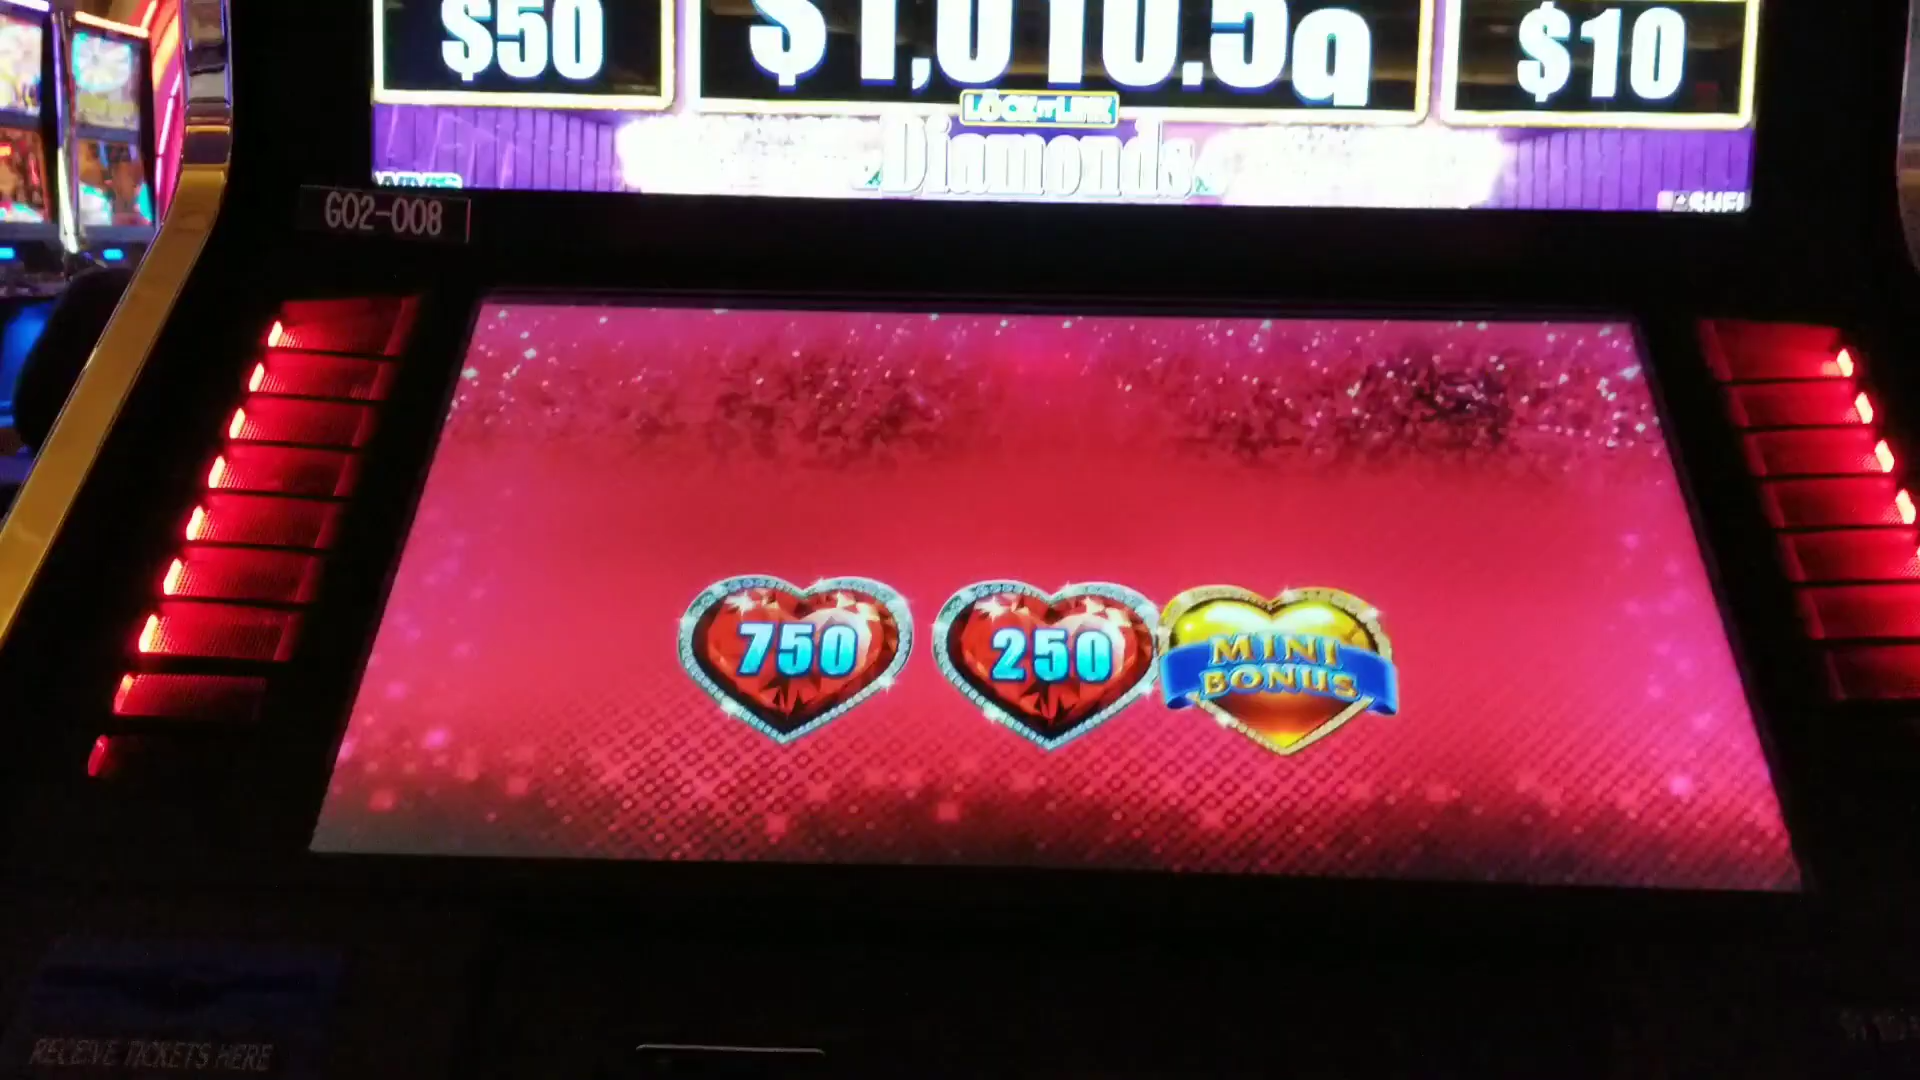 $50
$10
LOCK IT LINK
Diamonds
G02-008
750
250
MINI
BONUS
RECEIVE TICKETS HERE